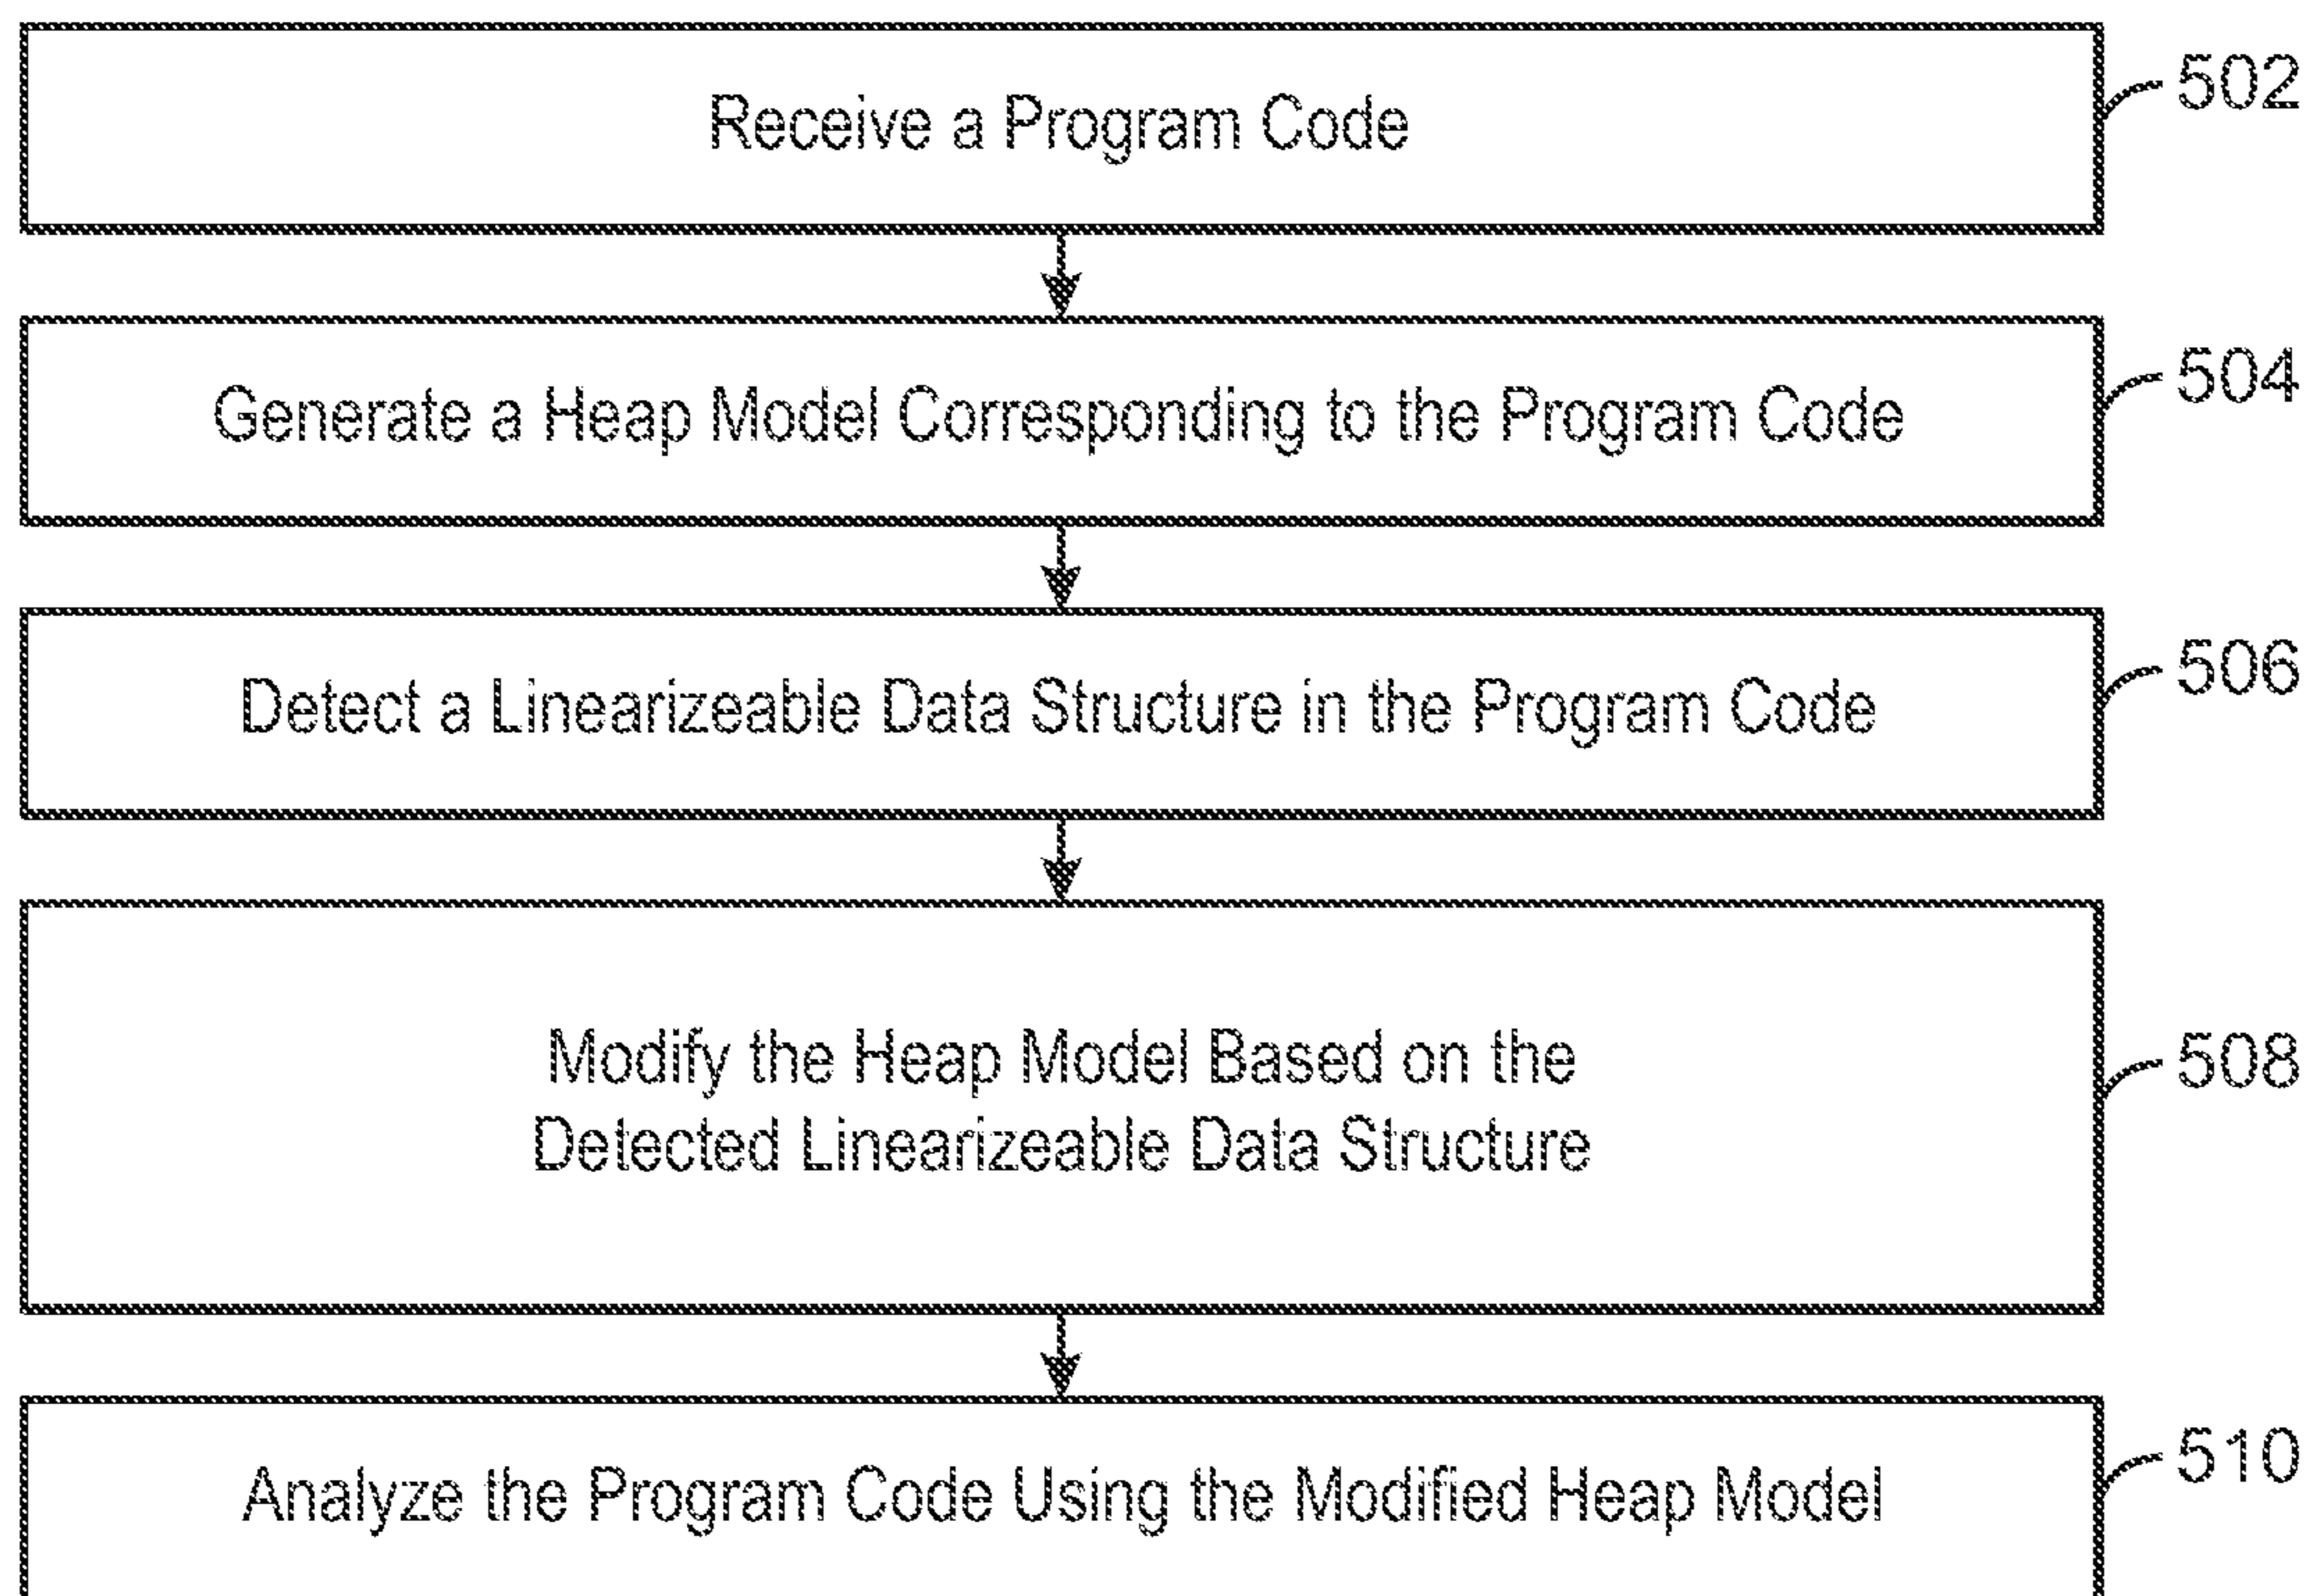 Receive a Program Code
502
Generate a Heap Model Corresponding to the Program Code
504
Detect a Linearizeable Data Structure in the Program Code
506
Modify the Heap Model Based on the
Detected Linearizeable Data Structure
508
Analyze the Program Code Using the Modified Heap Model
510